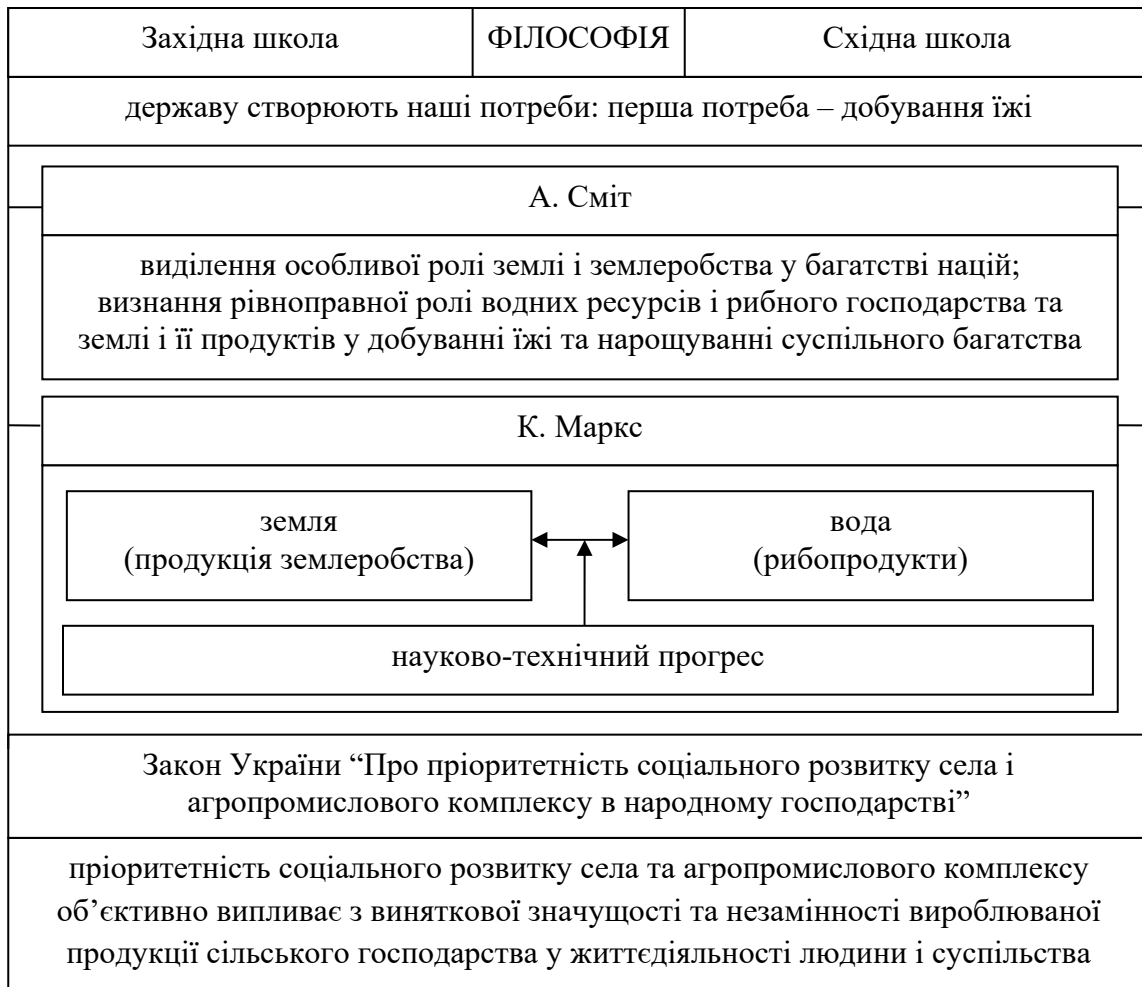 Західна школа
ФІЛОСОФІЯ
Східна школа
державу створюють наші потреби: перша потреба – добування їжі
А. Сміт
виділення особливої ролі землі і землеробства у багатстві націй;
визнання рівноправної ролі водних ресурсів і рибного господарства та
землі і її продуктів у добуванні їжі та нарощуванні суспільного багатства
К. Маркс
земля
(продукція землеробства)
вода
(рибопродукти)
науково-технічний прогрес
Закон України “Про пріоритетність соціального розвитку села і
агропромислового комплексу в народному господарстві”
пріоритетність соціального розвитку села та агропромислового комплексу
об’єктивно випливає з виняткової значущості та незамінності вироблюваної
продукції сільського господарства у життєдіяльності людини і суспільства